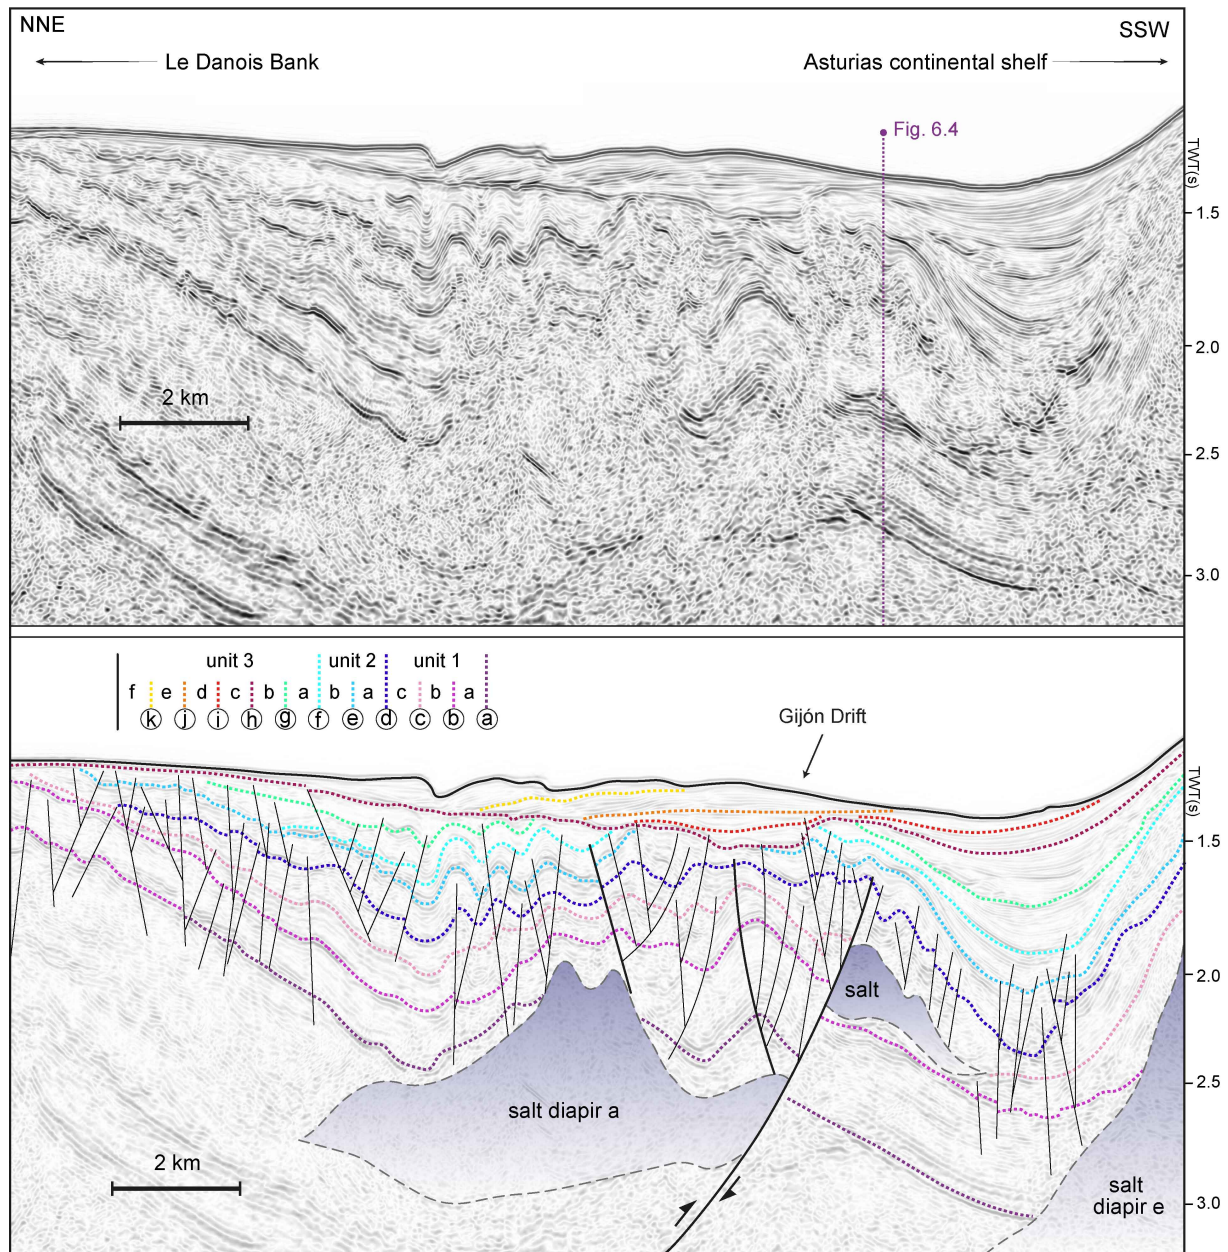 NNE
SSW
Le Danois Bank
Asturias continental shelf
Fig. 6.4
TWT(s)
1.5
2.0
2 km
2.5
3.0
unit 3 unit 2 unit 1
f e d c b a b a c b a
k j i h g f e d c b a
Gijón Drift
TWT(s)
1.5
2.0
salt
2.5
salt diapir a
2 km
salt
diapir e
3.0